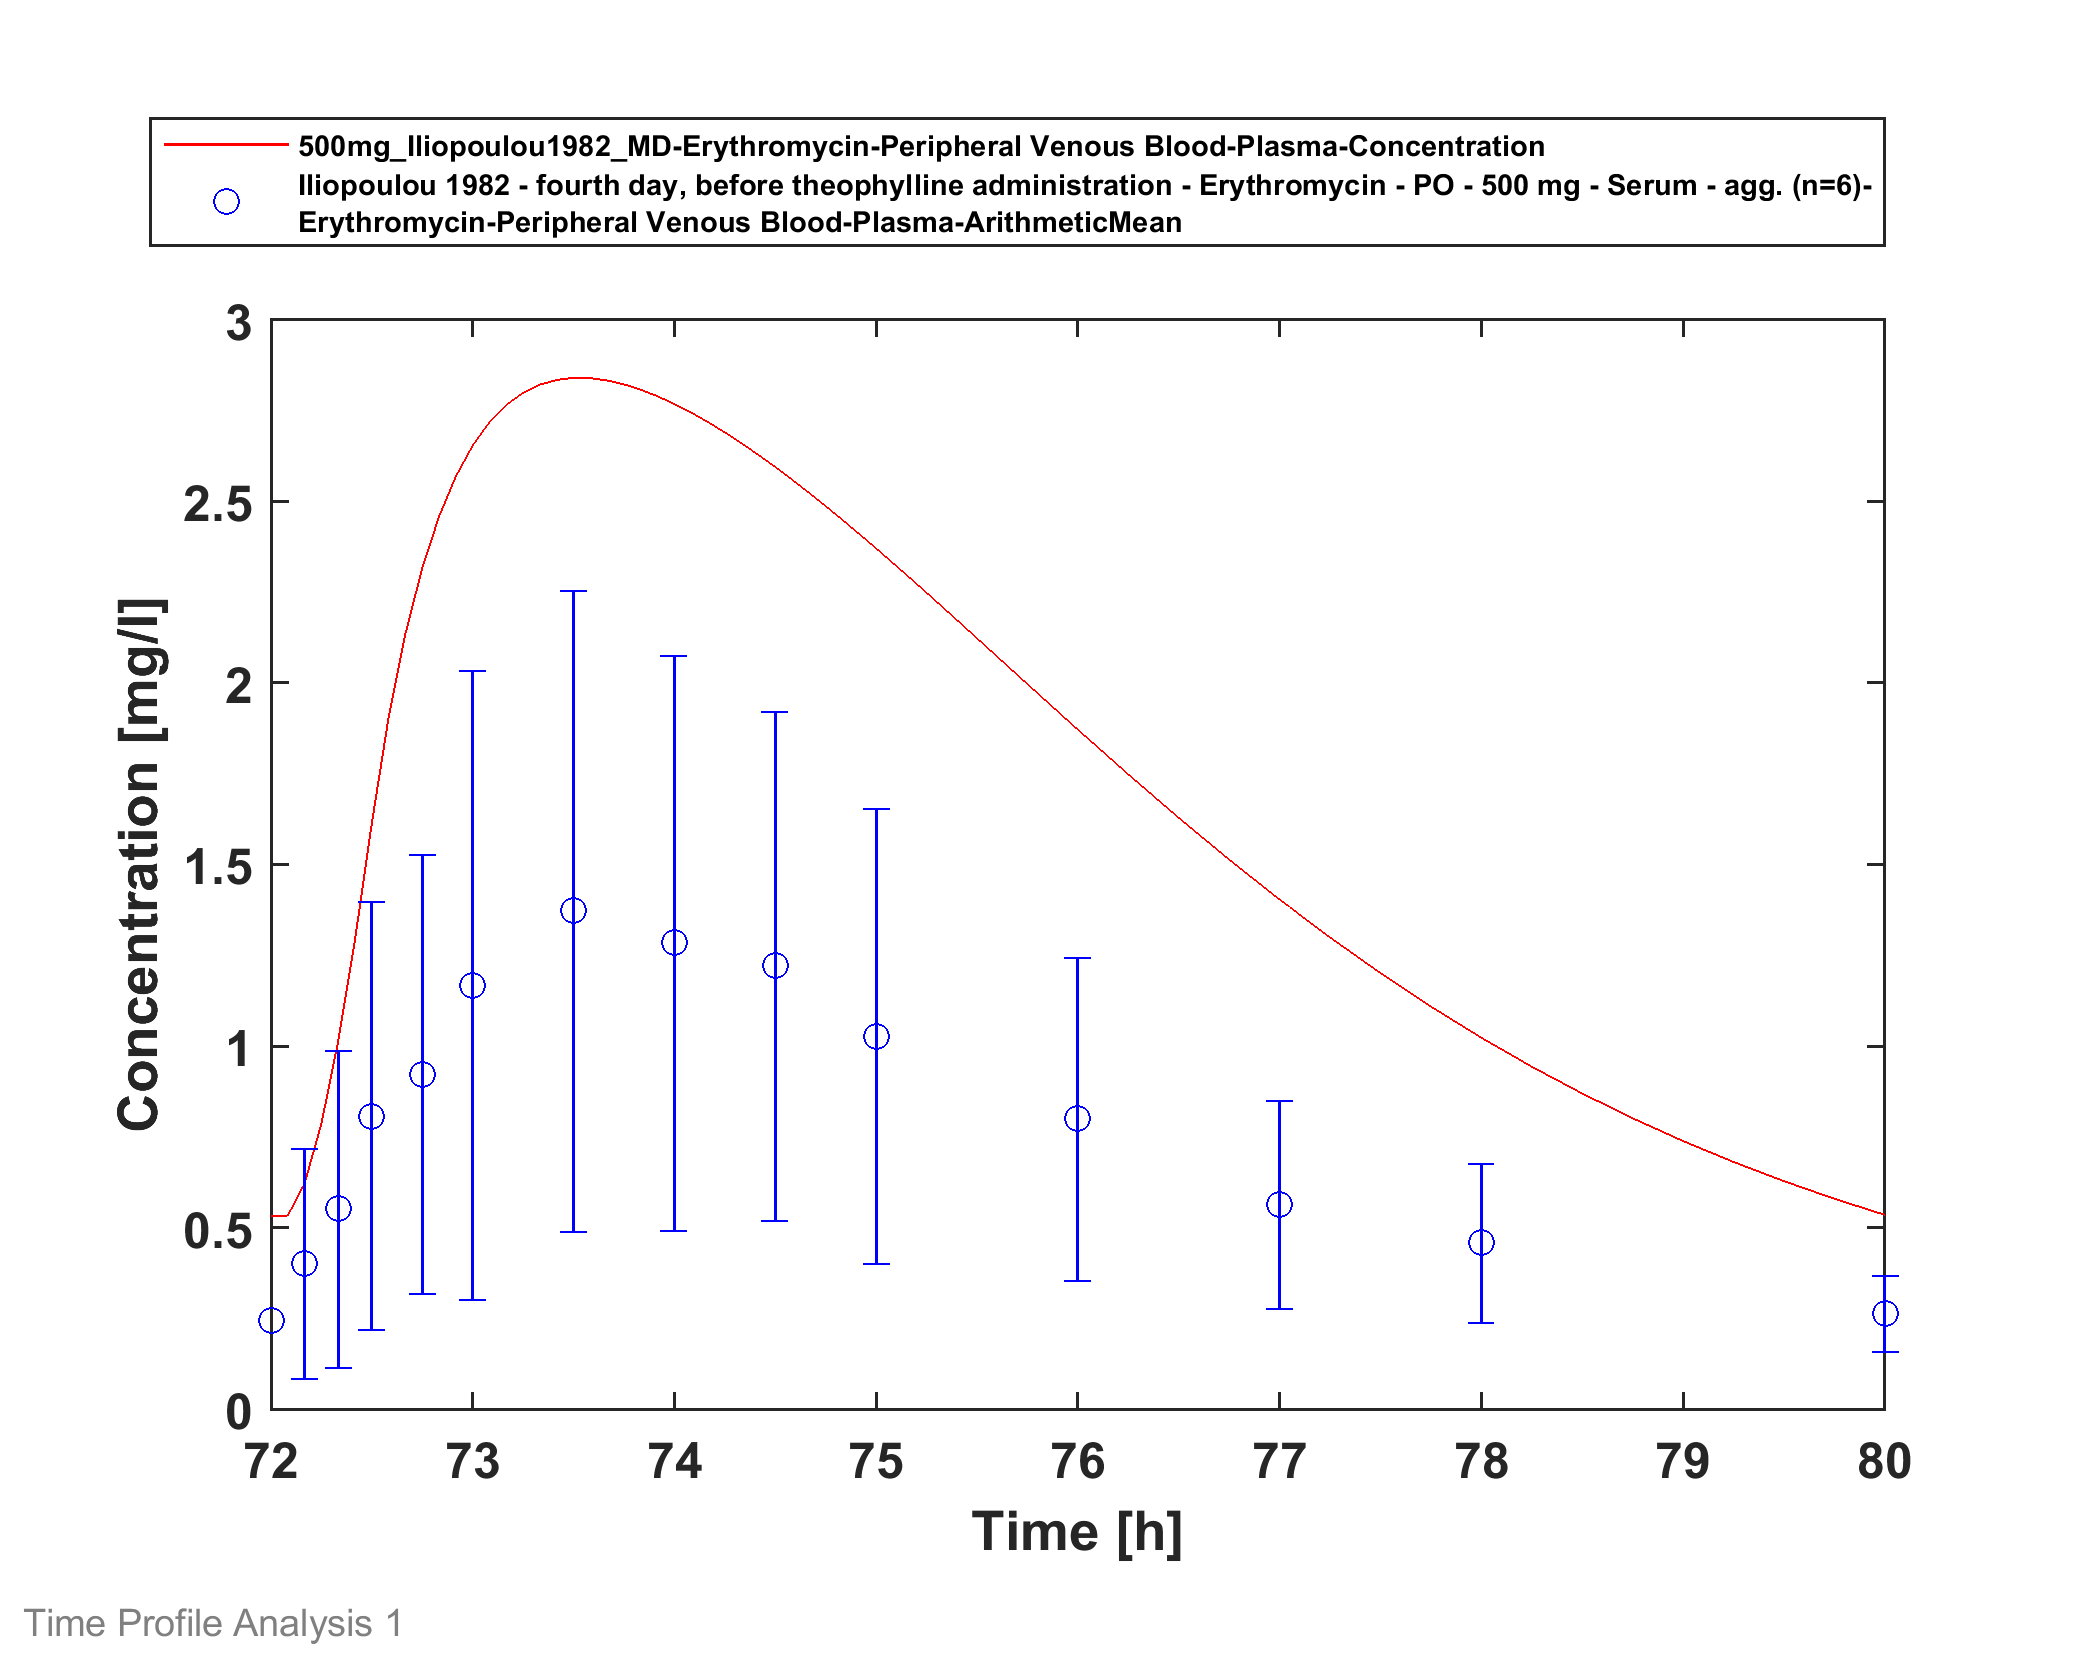 500mg_Iliopoulou1982_MD-Erythromycin-Peripheral Venous Blood-Plasma-Concentration
Iliopoulou 1982 - fourth day, before theophylline administration - Erythromycin - PO - 500 mg - Serum - agg. (n=6)-
Erythromycin-Peripheral Venous Blood-Plasma-ArithmeticMean
3
2.5
2
1.5
1
0.5
0
Concentration [mg/l]
72 73 74 75 76 77 78 79 80
Time [h]
Time Profile Analysis 1